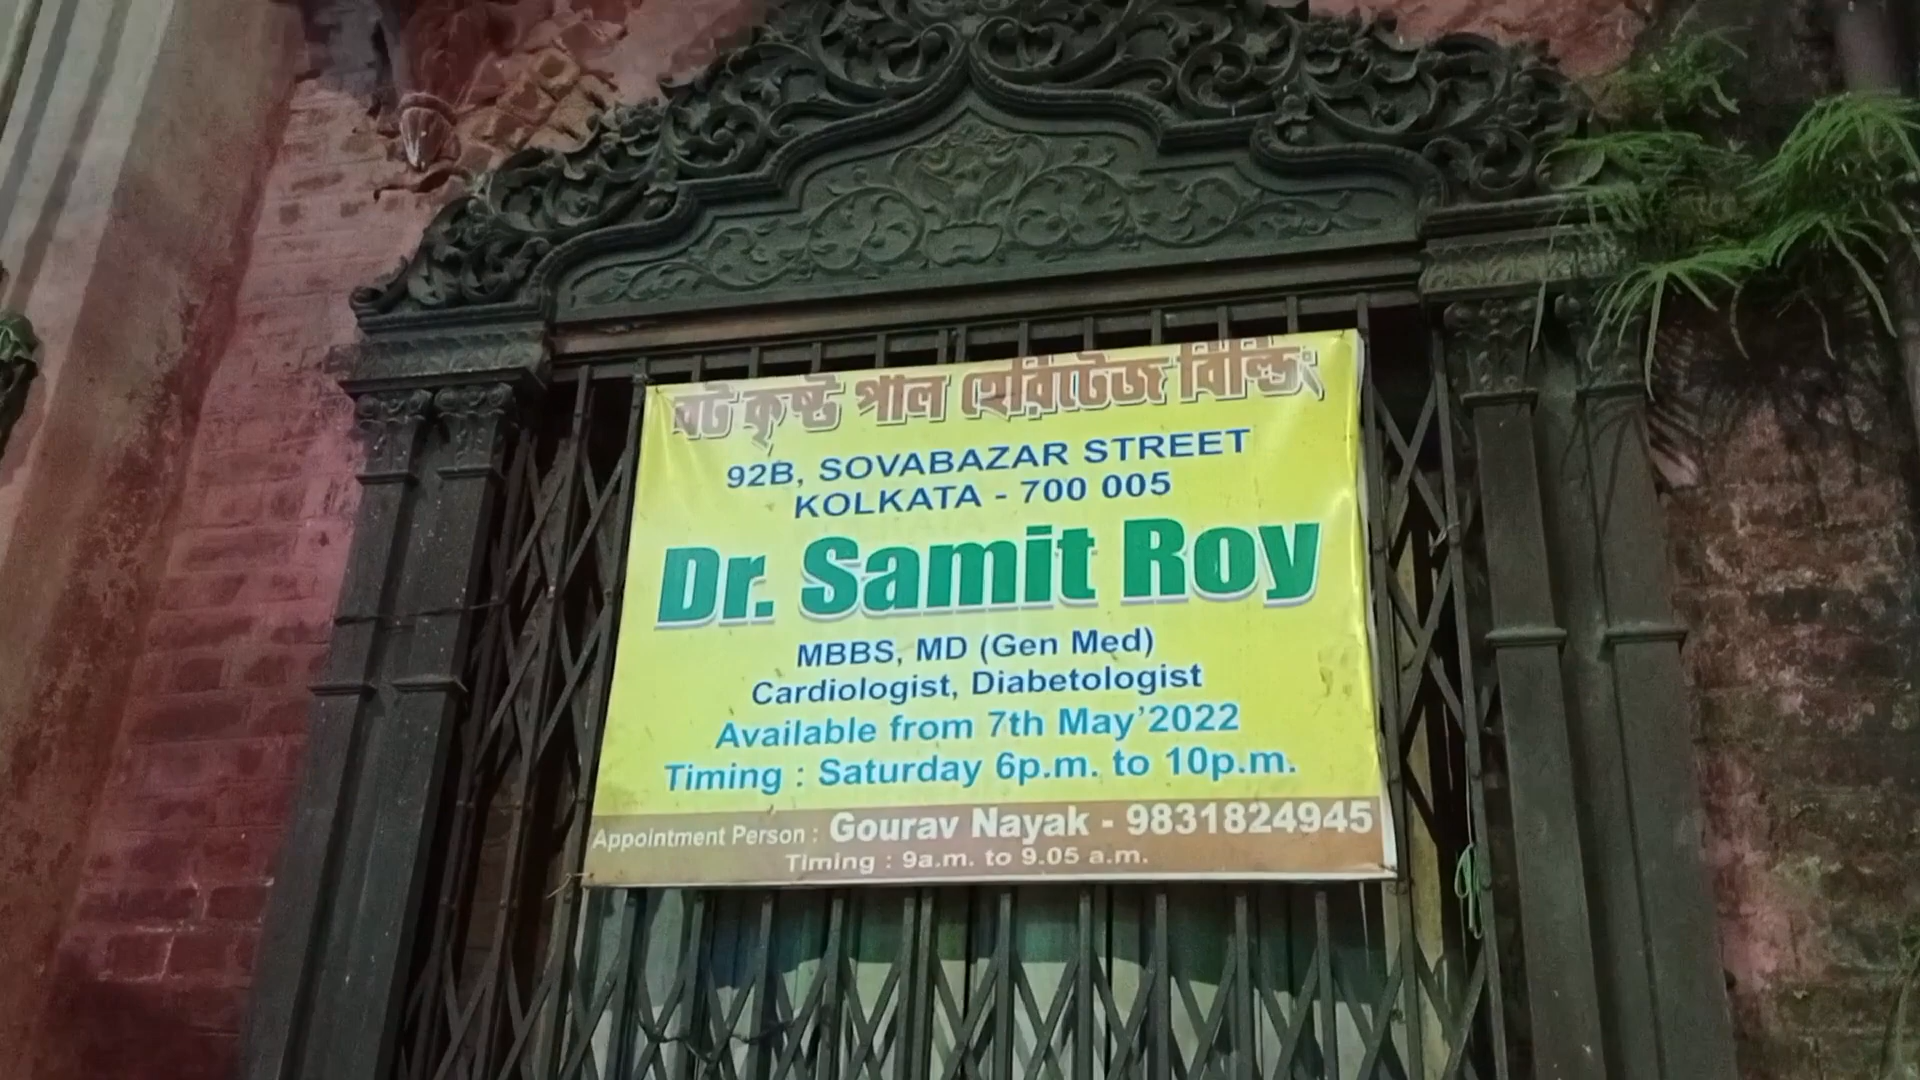 বট কৃষ্ট পাল হেরিটেজ বিল্ডিং
92B, SOVABAZAR STREET
KOLKATA - 700 005
Dr. Samit Roy
MBBS, MD (Gen Med)
Cardiologist, Diabetologist
Available from 7th May'2022
Timing : Saturday 6p.m. to 10p.m.
Appointment Person : Gourav Nayak - 9831824945
Timing : 9a.m. to 9.05 a.m.